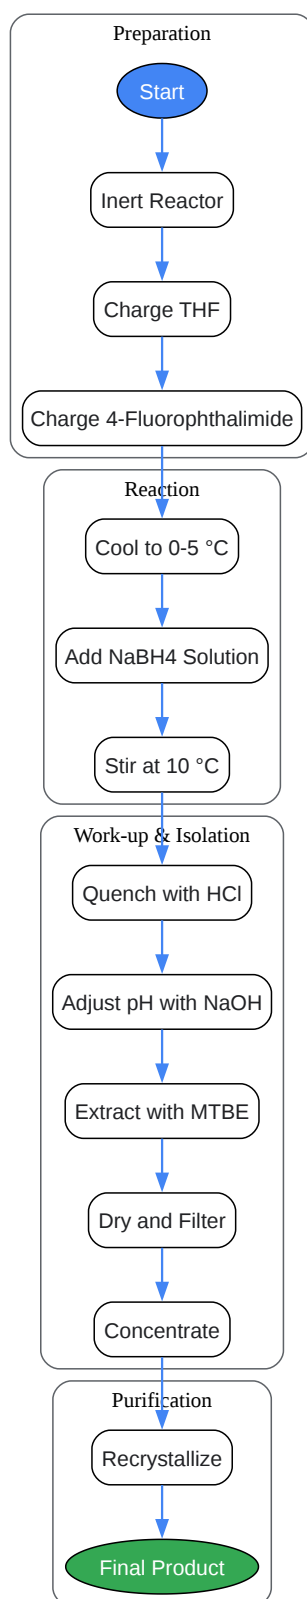 Preparation
Start
Inert Reactor
Charge THF
Charge 4-Fluorophthalimide
Reaction
Cool to 0-5 °C
Add NaBH4 Solution
Stir at 10 °C
Work-up & Isolation
Quench with HCl
Adjust pH with NaOH
Extract with MTBE
Dry and Filter
Concentrate
Purification
Recrystallize
Final Product